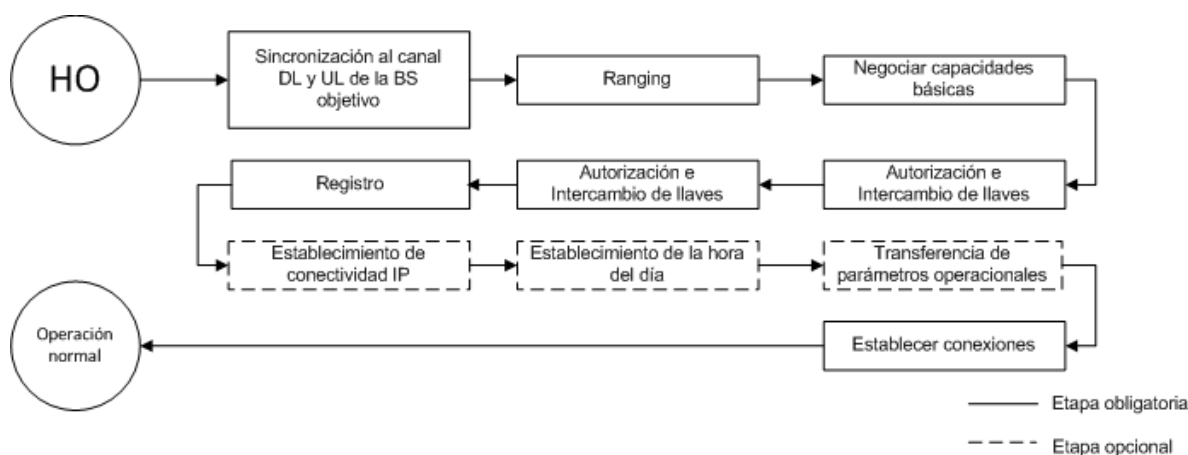 HO
Sincronización al canal
DL y UL de la BS
objetivo
Ranging
Negociar capacidades
básicas
Autorización e
Intercambio de llaves
Autorización e
Intercambio de llaves
Registro
Establecimiento de
conectividad IP
Establecimiento de la hora
del día
Transferencia de
parámetros operacionales
Establecer conexiones
Operación
normal
Etapa obligatoria
Etapa opcional